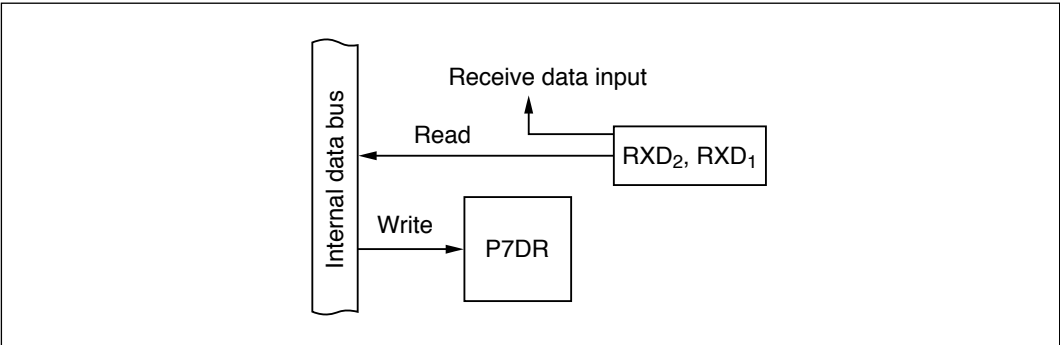 Receive data input
Internal data bus
Read
RXD₂, RXD₁
Write
P7DR